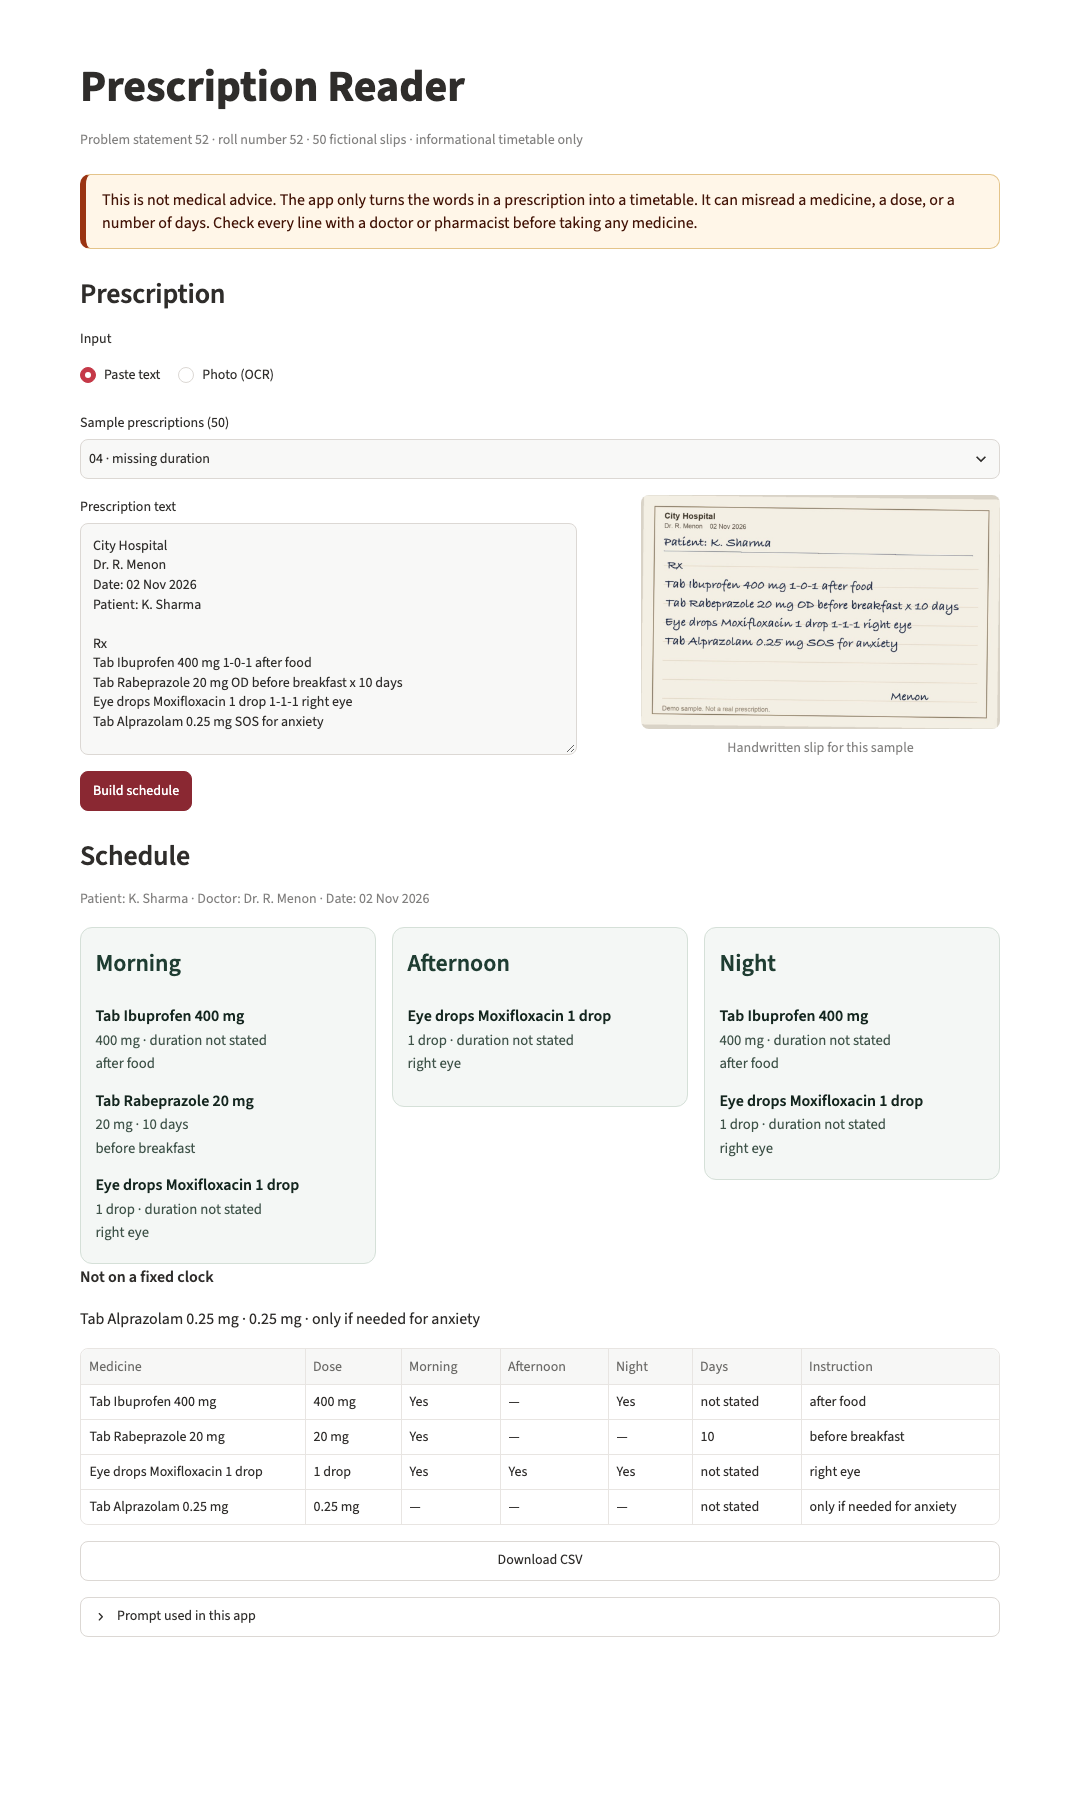 Prescription Reader
Problem statement 52 · roll number 52 · 50 fictional slips · informational timetable only
This is not medical advice. The app only turns the words in a prescription into a timetable. It can misread a medicine, a dose, or a
number of days. Check every line with a doctor or pharmacist before taking any medicine.
Prescription
Input
Paste text
Photo (OCR)
Sample prescriptions (50)
04 · missing duration
Prescription text
City Hospital
Dr. R. Menon
Date: 02 Nov 2026
Patient: K. Sharma
Rx
Tab Ibuprofen 400 mg 1-0-1 after food
Tab Rabeprazole 20 mg OD before breakfast x 10 days
Eye drops Moxifloxacin 1 drop 1-1-1 right eye
Tab Alprazolam 0.25 mg SOS for anxiety
City Hospital
Dr. R. Menon 02 Nov 2026
Patient: K. Sharma
Rx
Tab Ibuprofen 400 mg 1-0-1 after food
Tab Rabeprazole 20 mg OD before breakfast x 10 days
Eye drops Moxifloxacin 1 drop 1-1-1 right eye
Tab Alprazolam 0.25 mg SOS for anxiety
Menon
Demo sample. Not a real prescription.
Handwritten slip for this sample
Build schedule
Schedule
Patient: K. Sharma · Doctor: Dr. R. Menon · Date: 02 Nov 2026
Morning
Tab Ibuprofen 400 mg
400 mg · duration not stated
after food
Tab Rabeprazole 20 mg
20 mg · 10 days
before breakfast
Eye drops Moxifloxacin 1 drop
1 drop · duration not stated
right eye
Afternoon
Eye drops Moxifloxacin 1 drop
1 drop · duration not stated
right eye
Night
Tab Ibuprofen 400 mg
400 mg · duration not stated
after food
Eye drops Moxifloxacin 1 drop
1 drop · duration not stated
right eye
Not on a fixed clock
Tab Alprazolam 0.25 mg · 0.25 mg · only if needed for anxiety
Medicine Dose Morning Afternoon Night Days Instruction
Tab Ibuprofen 400 mg 400 mg Yes — Yes not stated after food
Tab Rabeprazole 20 mg 20 mg Yes — — 10 before breakfast
Eye drops Moxifloxacin 1 drop 1 drop Yes Yes Yes not stated right eye
Tab Alprazolam 0.25 mg 0.25 mg — — — not stated only if needed for anxiety
Download CSV
Prompt used in this app